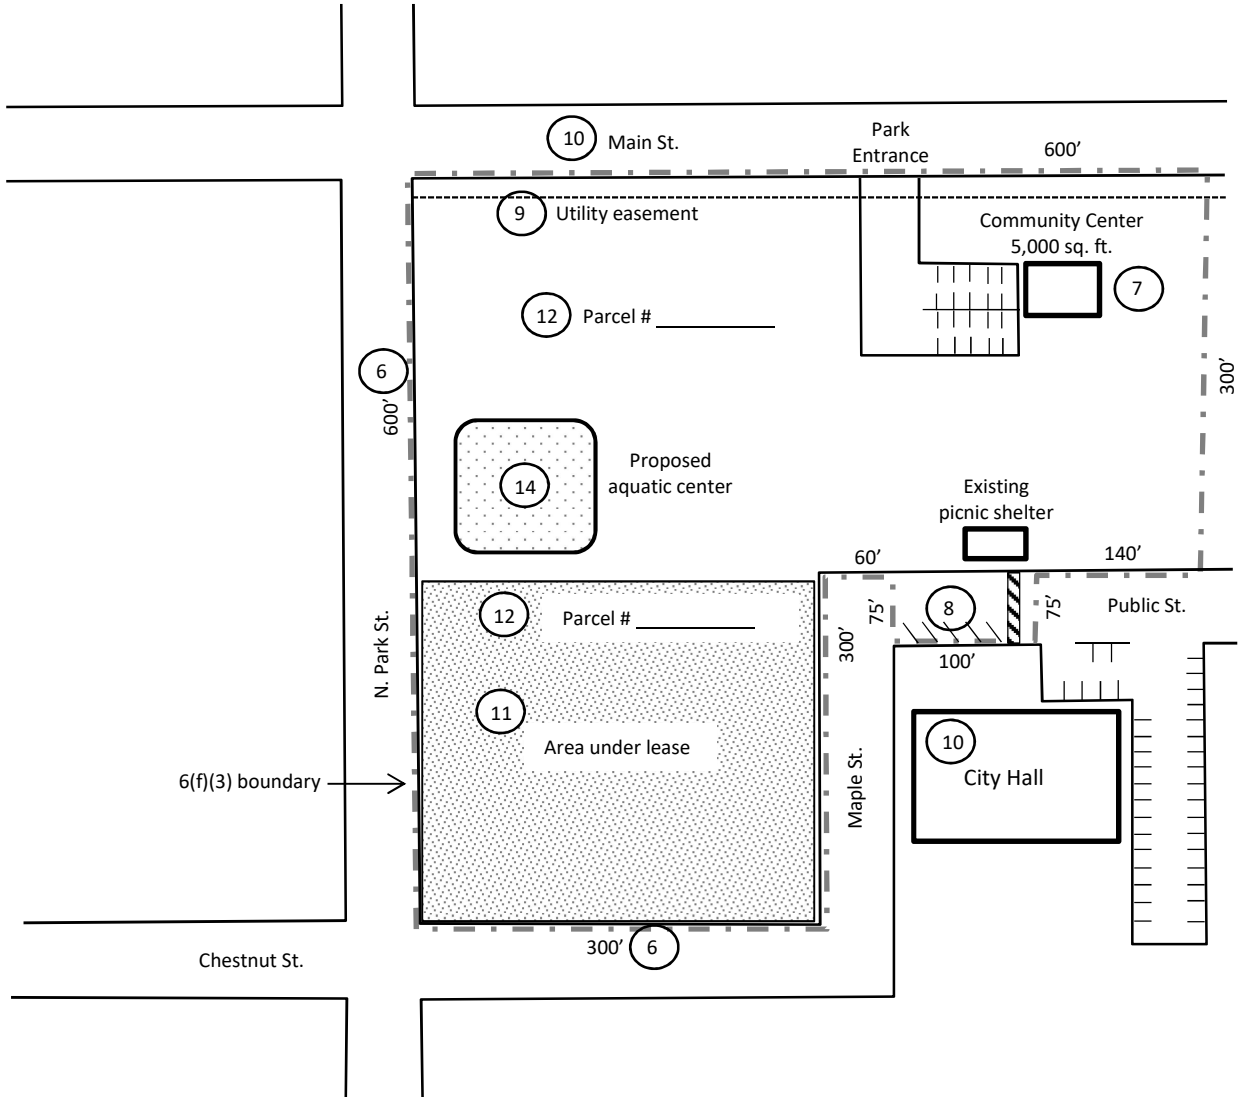 10 Main St.
Park
Entrance
600’
9 Utility easement
Community Center
5,000 sq. ft.
7
12 Parcel # ___________
6
600’
300’
14
Proposed
aquatic center
Existing
picnic shelter
60’
140’
12 Parcel # ___________
75’
8
75’
Public St.
300’
100’
N. Park St.
11
Area under lease
10
City Hall
Maple St.
6(f)(3) boundary
300’ 6
Chestnut St.